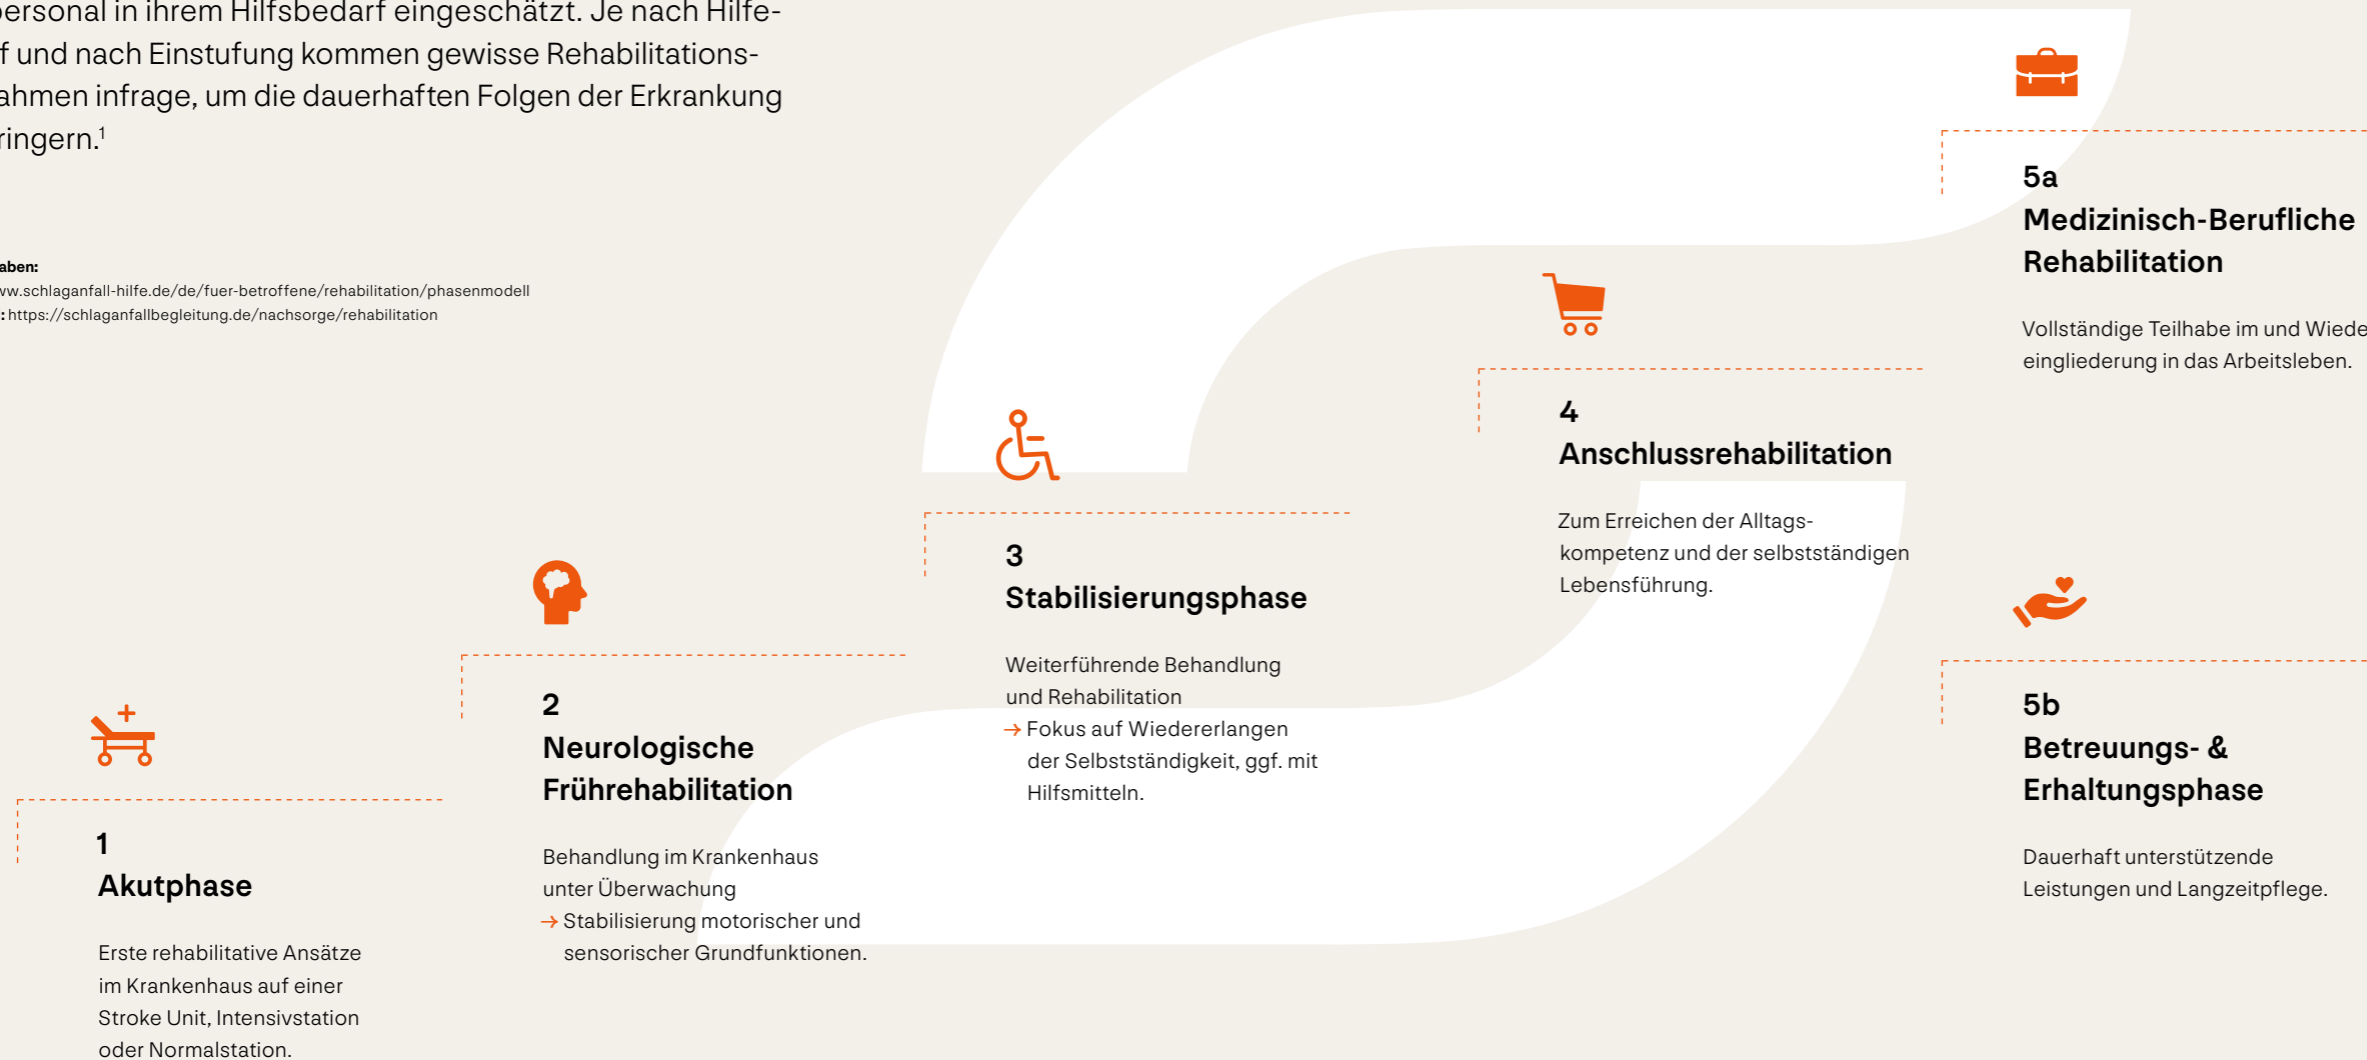 personal in ihrem Hilfsbedarf eingeschätzt. Je nach Hilfe-
f und nach Einstufung kommen gewisse Rehabilitations-
ahmen infrage, um die dauerhaften Folgen der Erkrankung
ringern.¹
aben:
ww.schlaganfall-hilfe.de/de/fuer-betroffene/rehabilitation/phasenmodell
: https://schlaganfallbegleitung.de/nachsorge/rehabilitation
1
Akutphase
Erste rehabilitative Ansätze
im Krankenhaus auf einer
Stroke Unit, Intensivstation
oder Normalstation.
2
Neurologische
Frührehabilitation
Behandlung im Krankenhaus
unter Überwachung
→ Stabilisierung motorischer und
sensorischer Grundfunktionen.
3
Stabilisierungsphase
Weiterführende Behandlung
und Rehabilitation
→ Fokus auf Wiedererlangen
der Selbstständigkeit, ggf. mit
Hilfsmitteln.
4
Anschlussrehabilitation
Zum Erreichen der Alltags-
kompetenz und der selbstständigen
Lebensführung.
5a
Medizinisch-Berufliche
Rehabilitation
Vollständige Teilhabe im und Wiede
eingliederung in das Arbeitsleben.
5b
Betreuungs- &
Erhaltungsphase
Dauerhaft unterstützende
Leistungen und Langzeitpflege.